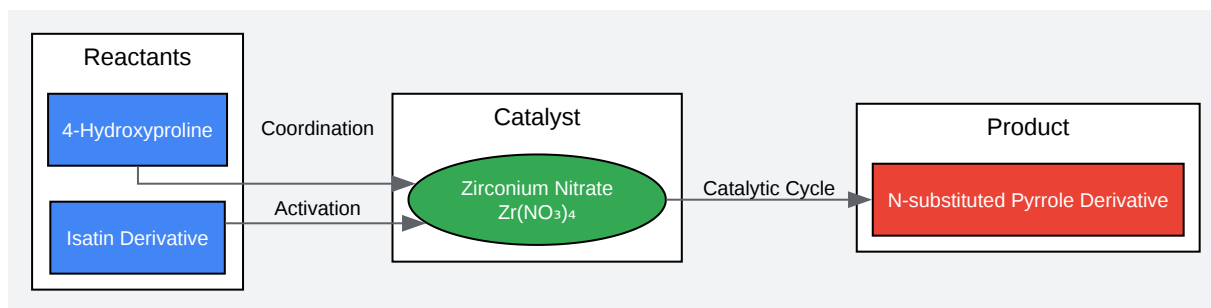 Reactants
4-Hydroxyproline
Isatin Derivative
Coordination
Activation
Catalyst
Zirconium Nitrate
Zr(NO₃)₄
Catalytic Cycle
Product
N-substituted Pyrrole Derivative